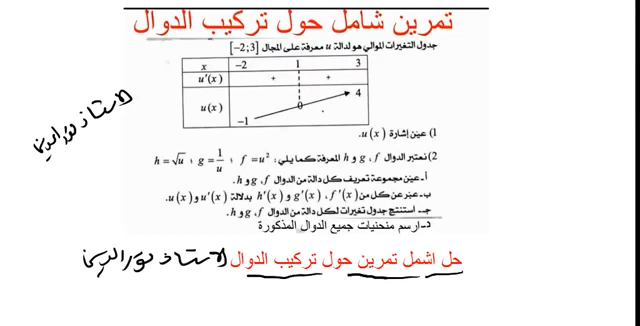 تمرين شامل حول تركيب الدوال
جدول التغيرات الموالي هو لدالة u معرفة على المجال [−2;3]
x −2 1 3
u'(x) + +
u(x) −1 0 4
1) عيّن إشارة u(x).
2) نعتبر الدوال f ، g و h المعرفة كما يلي: f = u² ؛ g = 1/u ؛ h = √u
أ- عيّن مجموعة تعريف كل دالة من الدوال f ، g و h.
ب- عبّر عن كل من f'(x) ، g'(x) و h'(x) بدلالة u'(x) و u(x).
جـ- استنتج جدول تغيرات لكل دالة من الدوال f ، g و h.
د- ارسم منحنيات جميع الدوال المذكورة
حل اشمل تمرين حول تركيب الدوال الاستاذ نور الدين
الاستاذ نور الدين